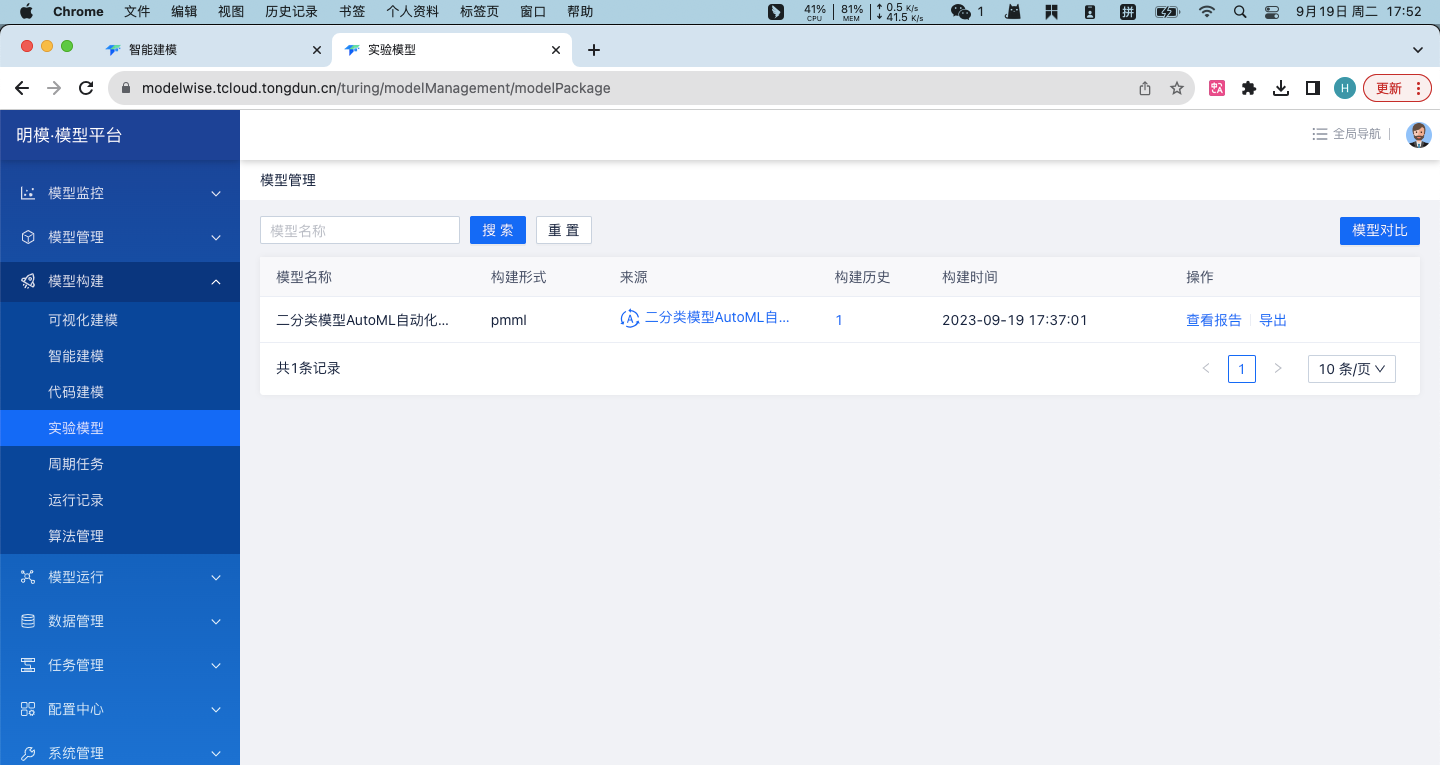 Chrome 文件 编辑 视图 历史记录 书签 个人资料 标签页 窗口 帮助 41% CPU 81% MEM ↑ 0.5 K/s ↓ 41.5 K/s 1 拼 9月19日 周二 17:52
智能建模 实验模型
modelwise.tcloud.tongdun.cn/turing/modelManagement/modelPackage H 更新
明模·模型平台 全局导航
模型监控
模型管理
模型构建
可视化建模
智能建模
代码建模
实验模型
周期任务
运行记录
算法管理
模型运行
数据管理
任务管理
配置中心
系统管理
模型管理
模型名称 搜索 重置 模型对比
模型名称 构建形式 来源 构建历史 构建时间 操作
二分类模型AutoML自动化... pmml A 二分类模型AutoML自... 1 2023-09-19 17:37:01 查看报告 导出
共1条记录 < 1 > 10 条/页